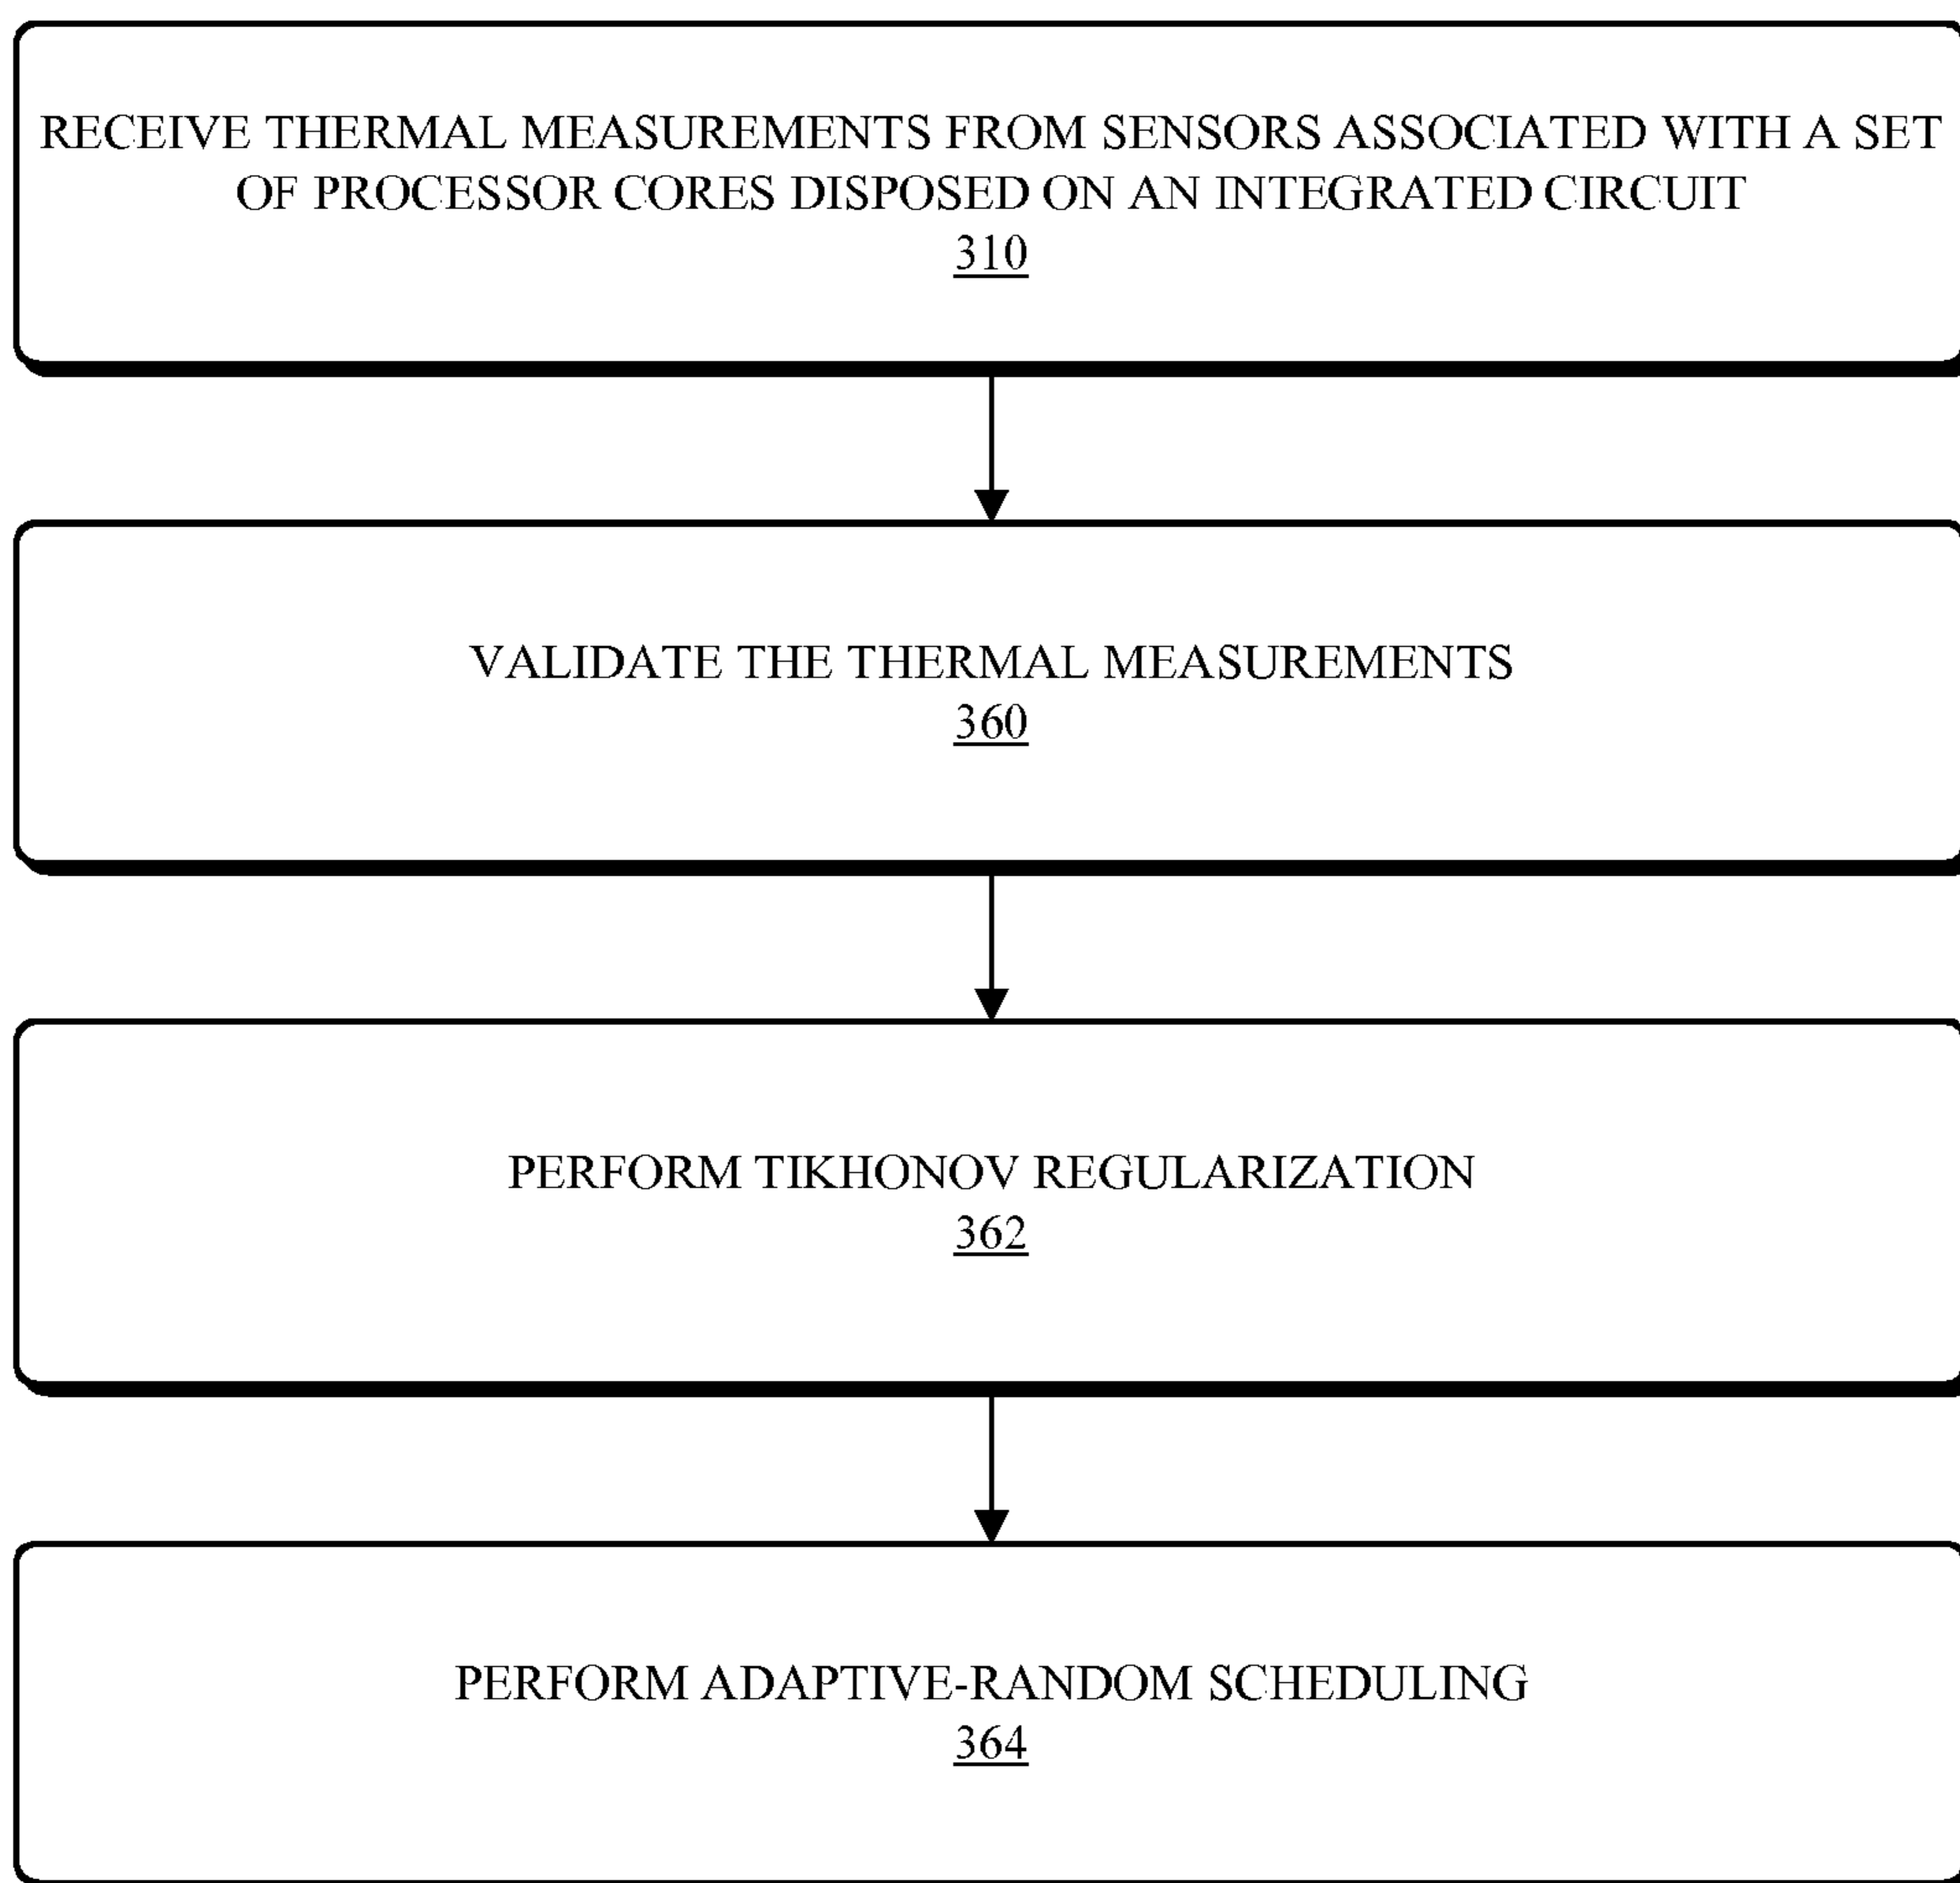 RECEIVE THERMAL MEASUREMENTS FROM SENSORS ASSOCIATED WITH A SET
OF PROCESSOR CORES DISPOSED ON AN INTEGRATED CIRCUIT
310
VALIDATE THE THERMAL MEASUREMENTS
360
PERFORM TIKHONOV REGULARIZATION
362
PERFORM ADAPTIVE-RANDOM SCHEDULING
364